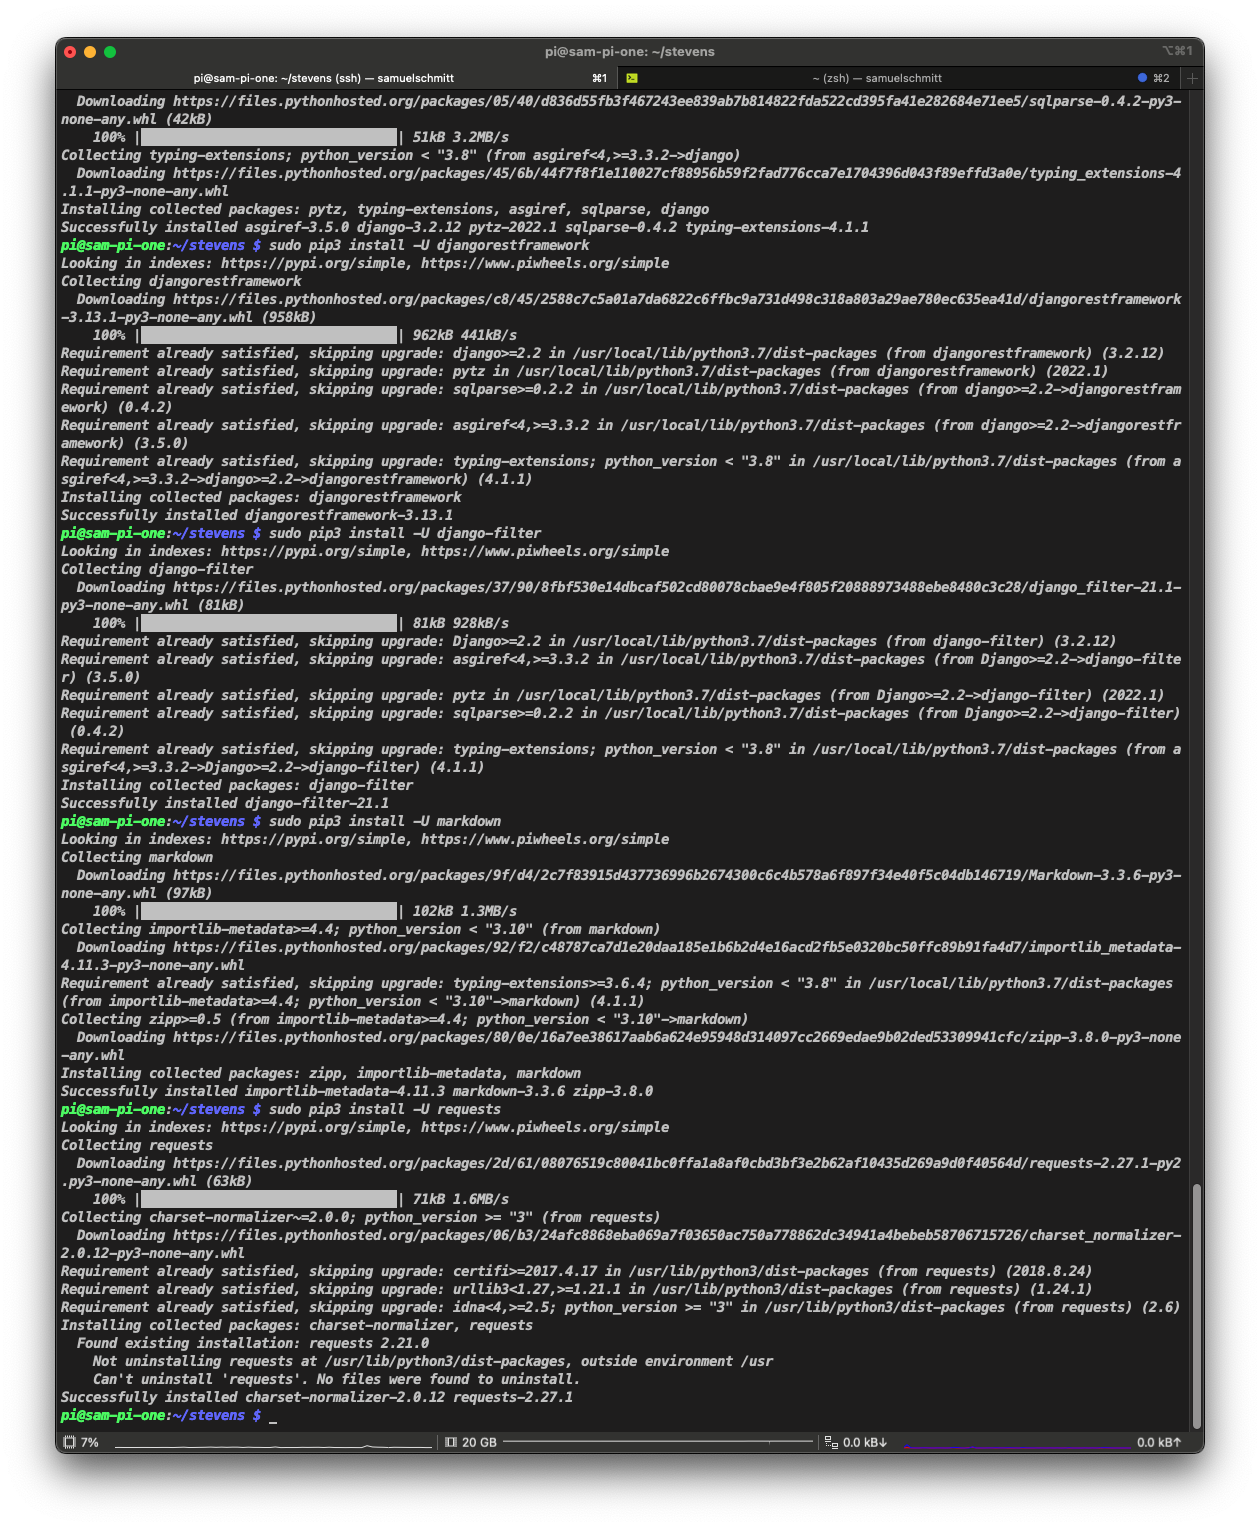 pi@sam-pi-one: ~/stevens
⌥⌘1
pi@sam-pi-one: ~/stevens (ssh) — samuelschmitt ⌘1
~ (zsh) — samuelschmitt ⌘2
Downloading https://files.pythonhosted.org/packages/05/40/d836d55fb3f467243ee839ab7b814822fda522cd395fa41e282684e71ee5/sqlparse-0.4.2-py3-
none-any.whl (42kB)
100% | | 51kB 3.2MB/s
Collecting typing-extensions; python_version < "3.8" (from asgiref<4,>=3.3.2->django)
Downloading https://files.pythonhosted.org/packages/45/6b/44f7f8f1e110027cf88956b59f2fad776cca7e1704396d043f89effd3a0e/typing_extensions-4
.1.1-py3-none-any.whl
Installing collected packages: pytz, typing-extensions, asgiref, sqlparse, django
Successfully installed asgiref-3.5.0 django-3.2.12 pytz-2022.1 sqlparse-0.4.2 typing-extensions-4.1.1
pi@sam-pi-one:~/stevens $ sudo pip3 install -U djangorestframework
Looking in indexes: https://pypi.org/simple, https://www.piwheels.org/simple
Collecting djangorestframework
Downloading https://files.pythonhosted.org/packages/c8/45/2588c7c5a01a7da6822c6ffbc9a731d498c318a803a29ae780ec635ea41d/djangorestframework
-3.13.1-py3-none-any.whl (958kB)
100% | | 962kB 441kB/s
Requirement already satisfied, skipping upgrade: django>=2.2 in /usr/local/lib/python3.7/dist-packages (from djangorestframework) (3.2.12)
Requirement already satisfied, skipping upgrade: pytz in /usr/local/lib/python3.7/dist-packages (from djangorestframework) (2022.1)
Requirement already satisfied, skipping upgrade: sqlparse>=0.2.2 in /usr/local/lib/python3.7/dist-packages (from django>=2.2->djangorestfram
ework) (0.4.2)
Requirement already satisfied, skipping upgrade: asgiref<4,>=3.3.2 in /usr/local/lib/python3.7/dist-packages (from django>=2.2->djangorestfr
amework) (3.5.0)
Requirement already satisfied, skipping upgrade: typing-extensions; python_version < "3.8" in /usr/local/lib/python3.7/dist-packages (from a
sgiref<4,>=3.3.2->django>=2.2->djangorestframework) (4.1.1)
Installing collected packages: djangorestframework
Successfully installed djangorestframework-3.13.1
pi@sam-pi-one:~/stevens $ sudo pip3 install -U django-filter
Looking in indexes: https://pypi.org/simple, https://www.piwheels.org/simple
Collecting django-filter
Downloading https://files.pythonhosted.org/packages/37/90/8fbf530e14dbcaf502cd80078cbae9e4f805f20888973488ebe8480c3c28/django_filter-21.1-
py3-none-any.whl (81kB)
100% | | 81kB 928kB/s
Requirement already satisfied, skipping upgrade: Django>=2.2 in /usr/local/lib/python3.7/dist-packages (from django-filter) (3.2.12)
Requirement already satisfied, skipping upgrade: asgiref<4,>=3.3.2 in /usr/local/lib/python3.7/dist-packages (from Django>=2.2->django-filte
r) (3.5.0)
Requirement already satisfied, skipping upgrade: pytz in /usr/local/lib/python3.7/dist-packages (from Django>=2.2->django-filter) (2022.1)
Requirement already satisfied, skipping upgrade: sqlparse>=0.2.2 in /usr/local/lib/python3.7/dist-packages (from Django>=2.2->django-filter)
(0.4.2)
Requirement already satisfied, skipping upgrade: typing-extensions; python_version < "3.8" in /usr/local/lib/python3.7/dist-packages (from a
sgiref<4,>=3.3.2->Django>=2.2->django-filter) (4.1.1)
Installing collected packages: django-filter
Successfully installed django-filter-21.1
pi@sam-pi-one:~/stevens $ sudo pip3 install -U markdown
Looking in indexes: https://pypi.org/simple, https://www.piwheels.org/simple
Collecting markdown
Downloading https://files.pythonhosted.org/packages/9f/d4/2c7f83915d437736996b2674300c6c4b578a6f897f34e40f5c04db146719/Markdown-3.3.6-py3-
none-any.whl (97kB)
100% | | 102kB 1.3MB/s
Collecting importlib-metadata>=4.4; python_version < "3.10" (from markdown)
Downloading https://files.pythonhosted.org/packages/92/f2/c48787ca7d1e20daa185e1b6b2d4e16acd2fb5e0320bc50ffc89b91fa4d7/importlib_metadata-
4.11.3-py3-none-any.whl
Requirement already satisfied, skipping upgrade: typing-extensions>=3.6.4; python_version < "3.8" in /usr/local/lib/python3.7/dist-packages
(from importlib-metadata>=4.4; python_version < "3.10"->markdown) (4.1.1)
Collecting zipp>=0.5 (from importlib-metadata>=4.4; python_version < "3.10"->markdown)
Downloading https://files.pythonhosted.org/packages/80/0e/16a7ee38617aab6a624e95948d314097cc2669edae9b02ded53309941cfc/zipp-3.8.0-py3-none
-any.whl
Installing collected packages: zipp, importlib-metadata, markdown
Successfully installed importlib-metadata-4.11.3 markdown-3.3.6 zipp-3.8.0
pi@sam-pi-one:~/stevens $ sudo pip3 install -U requests
Looking in indexes: https://pypi.org/simple, https://www.piwheels.org/simple
Collecting requests
Downloading https://files.pythonhosted.org/packages/2d/61/08076519c80041bc0ffa1a8af0cbd3bf3e2b62af10435d269a9d0f40564d/requests-2.27.1-py2
.py3-none-any.whl (63kB)
100% | | 71kB 1.6MB/s
Collecting charset-normalizer~=2.0.0; python_version >= "3" (from requests)
Downloading https://files.pythonhosted.org/packages/06/b3/24afc8868eba069a7f03650ac750a778862dc34941a4bebeb58706715726/charset_normalizer-
2.0.12-py3-none-any.whl
Requirement already satisfied, skipping upgrade: certifi>=2017.4.17 in /usr/lib/python3/dist-packages (from requests) (2018.8.24)
Requirement already satisfied, skipping upgrade: urllib3<1.27,>=1.21.1 in /usr/lib/python3/dist-packages (from requests) (1.24.1)
Requirement already satisfied, skipping upgrade: idna<4,>=2.5; python_version >= "3" in /usr/lib/python3/dist-packages (from requests) (2.6)
Installing collected packages: charset-normalizer, requests
Found existing installation: requests 2.21.0
Not uninstalling requests at /usr/lib/python3/dist-packages, outside environment /usr
Can't uninstall 'requests'. No files were found to uninstall.
Successfully installed charset-normalizer-2.0.12 requests-2.27.1
pi@sam-pi-one:~/stevens $ _
7% 20 GB 0.0 kB↓ 0.0 kB↑